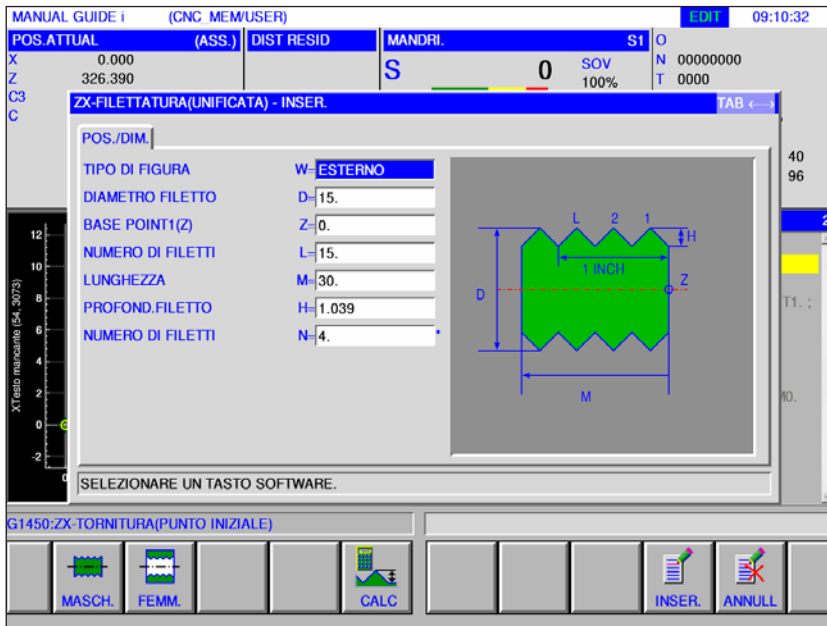 MANUAL GUIDE i (CNC_MEM/USER) EDIT 09:10:32
POS.ATTUAL (ASS.) DIST RESID MANDRI. S1 O
X 0.000
Z 326.390
C3
C
S 0 SOV 100%
N 00000000
T 0000
ZX-FILETTATURA(UNIFICATA) - INSER. TAB ←→
POS./DIM.
TIPO DI FIGURA W=ESTERNO
DIAMETRO FILETTO D=15.
BASE POINT1(Z) Z=0.
NUMERO DI FILETTI L=15.
LUNGHEZZA M=30.
PROFOND.FILETTO H=1.039
NUMERO DI FILETTI N=4.
L 2 1
H
1 INCH
Z
D
M
40
96
2
T1. ;
M0.
12
10
8
6
4
2
0
-2
0
XTesto mancante (54, 3073)
SELEZIONARE UN TASTO SOFTWARE.
G1450:ZX-TORNITURA(PUNTO INIZIALE)
MASCH. FEMM. CALC INSER. ANNULL